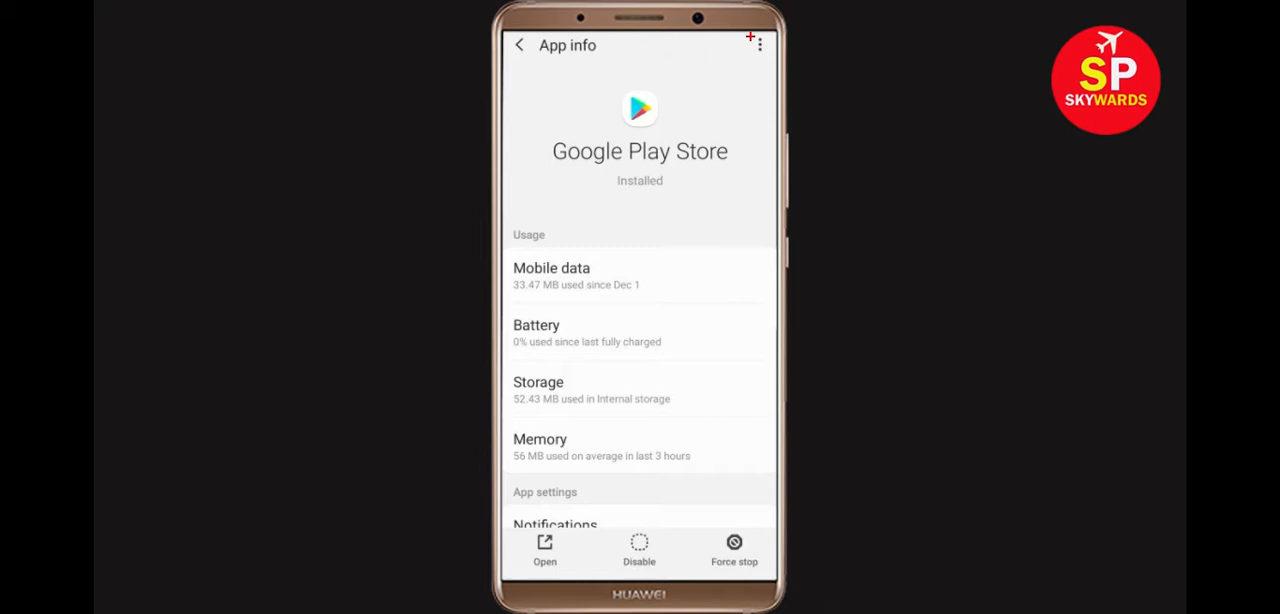 App info
SP
SKYWARDS
Google Play Store
Installed
Usage
Mobile data
33.47 MB used since Dec 1
Battery
0% used since last fully charged
Storage
52.43 MB used in Internal storage
Memory
56 MB used on average in last 3 hours
App settings
Notifications
Open
Disable
Force stop
HUAWEI